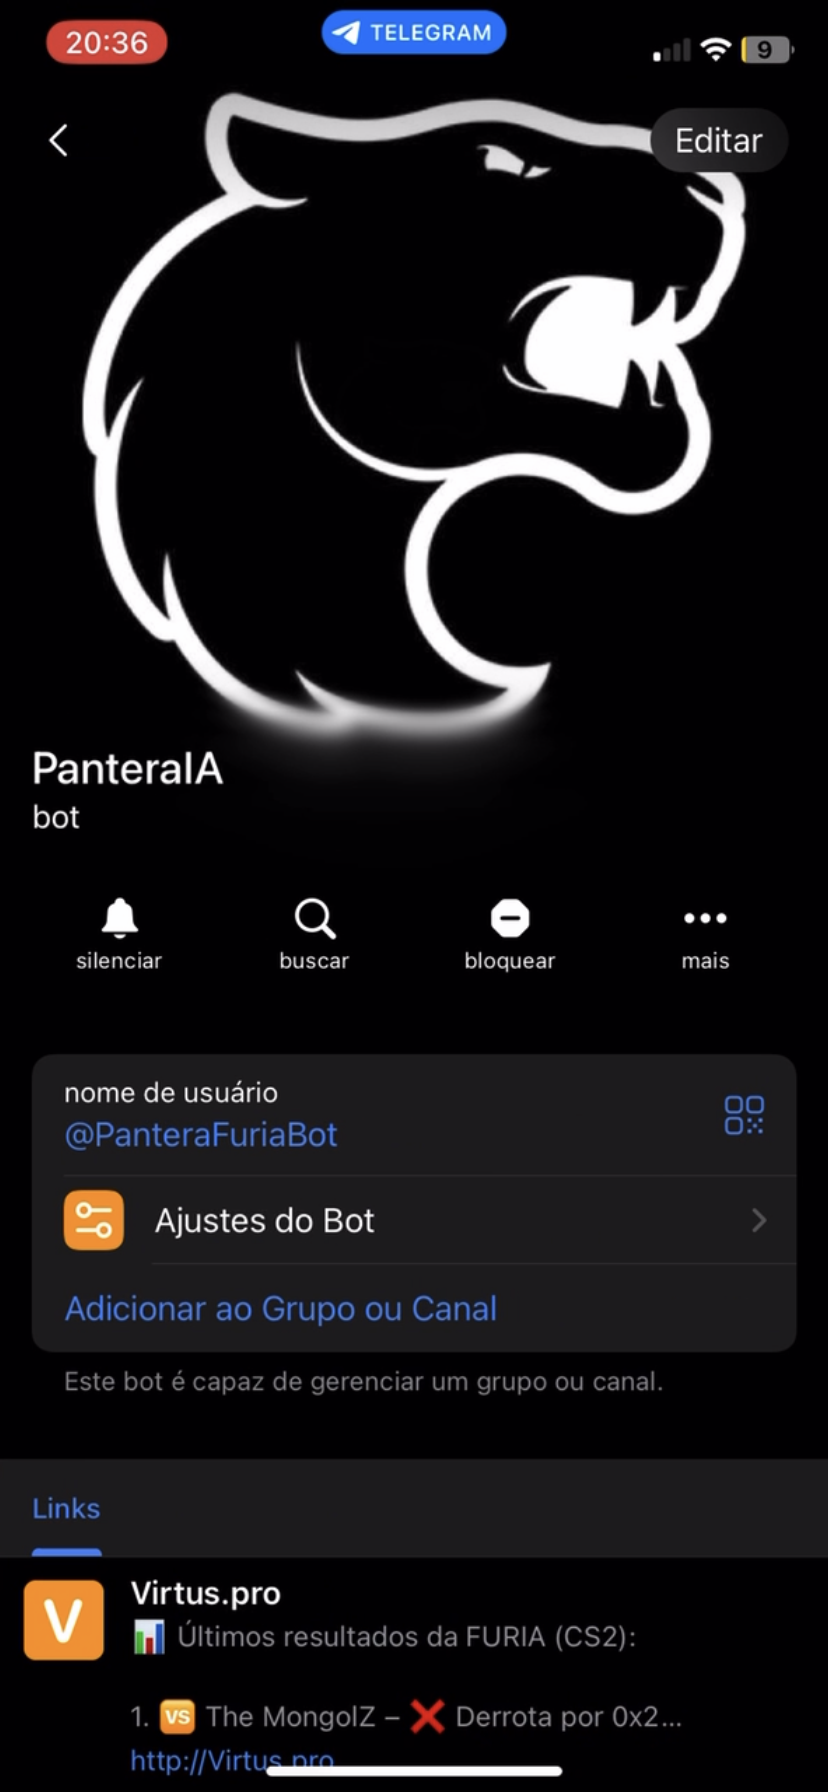 20:36
TELEGRAM
9
Editar
PanteraIA
bot
silenciar
buscar
bloquear
mais
nome de usuário
@PanteraFuriaBot
Ajustes do Bot
Adicionar ao Grupo ou Canal
Este bot é capaz de gerenciar um grupo ou canal.
Links
V
Virtus.pro
📊 Últimos resultados da FURIA (CS2):
1. 🆚 The MongolZ – ❌ Derrota por 0x2...
http://Virtus.pro